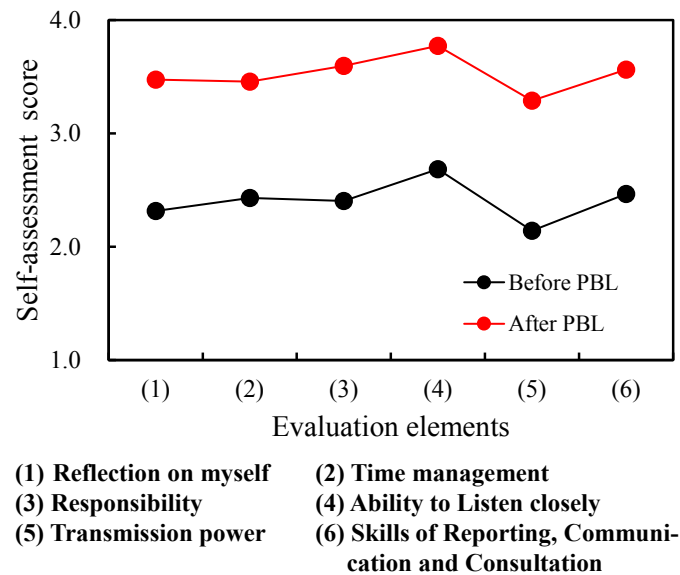 4.0
3.0
2.0
1.0
Self-assessment score
Before PBL
After PBL
(1) (2) (3) (4) (5) (6)
Evaluation elements
(1) Reflection on myself (2) Time management
(3) Responsibility (4) Ability to Listen closely
(5) Transmission power (6) Skills of Reporting, Communi-
cation and Consultation